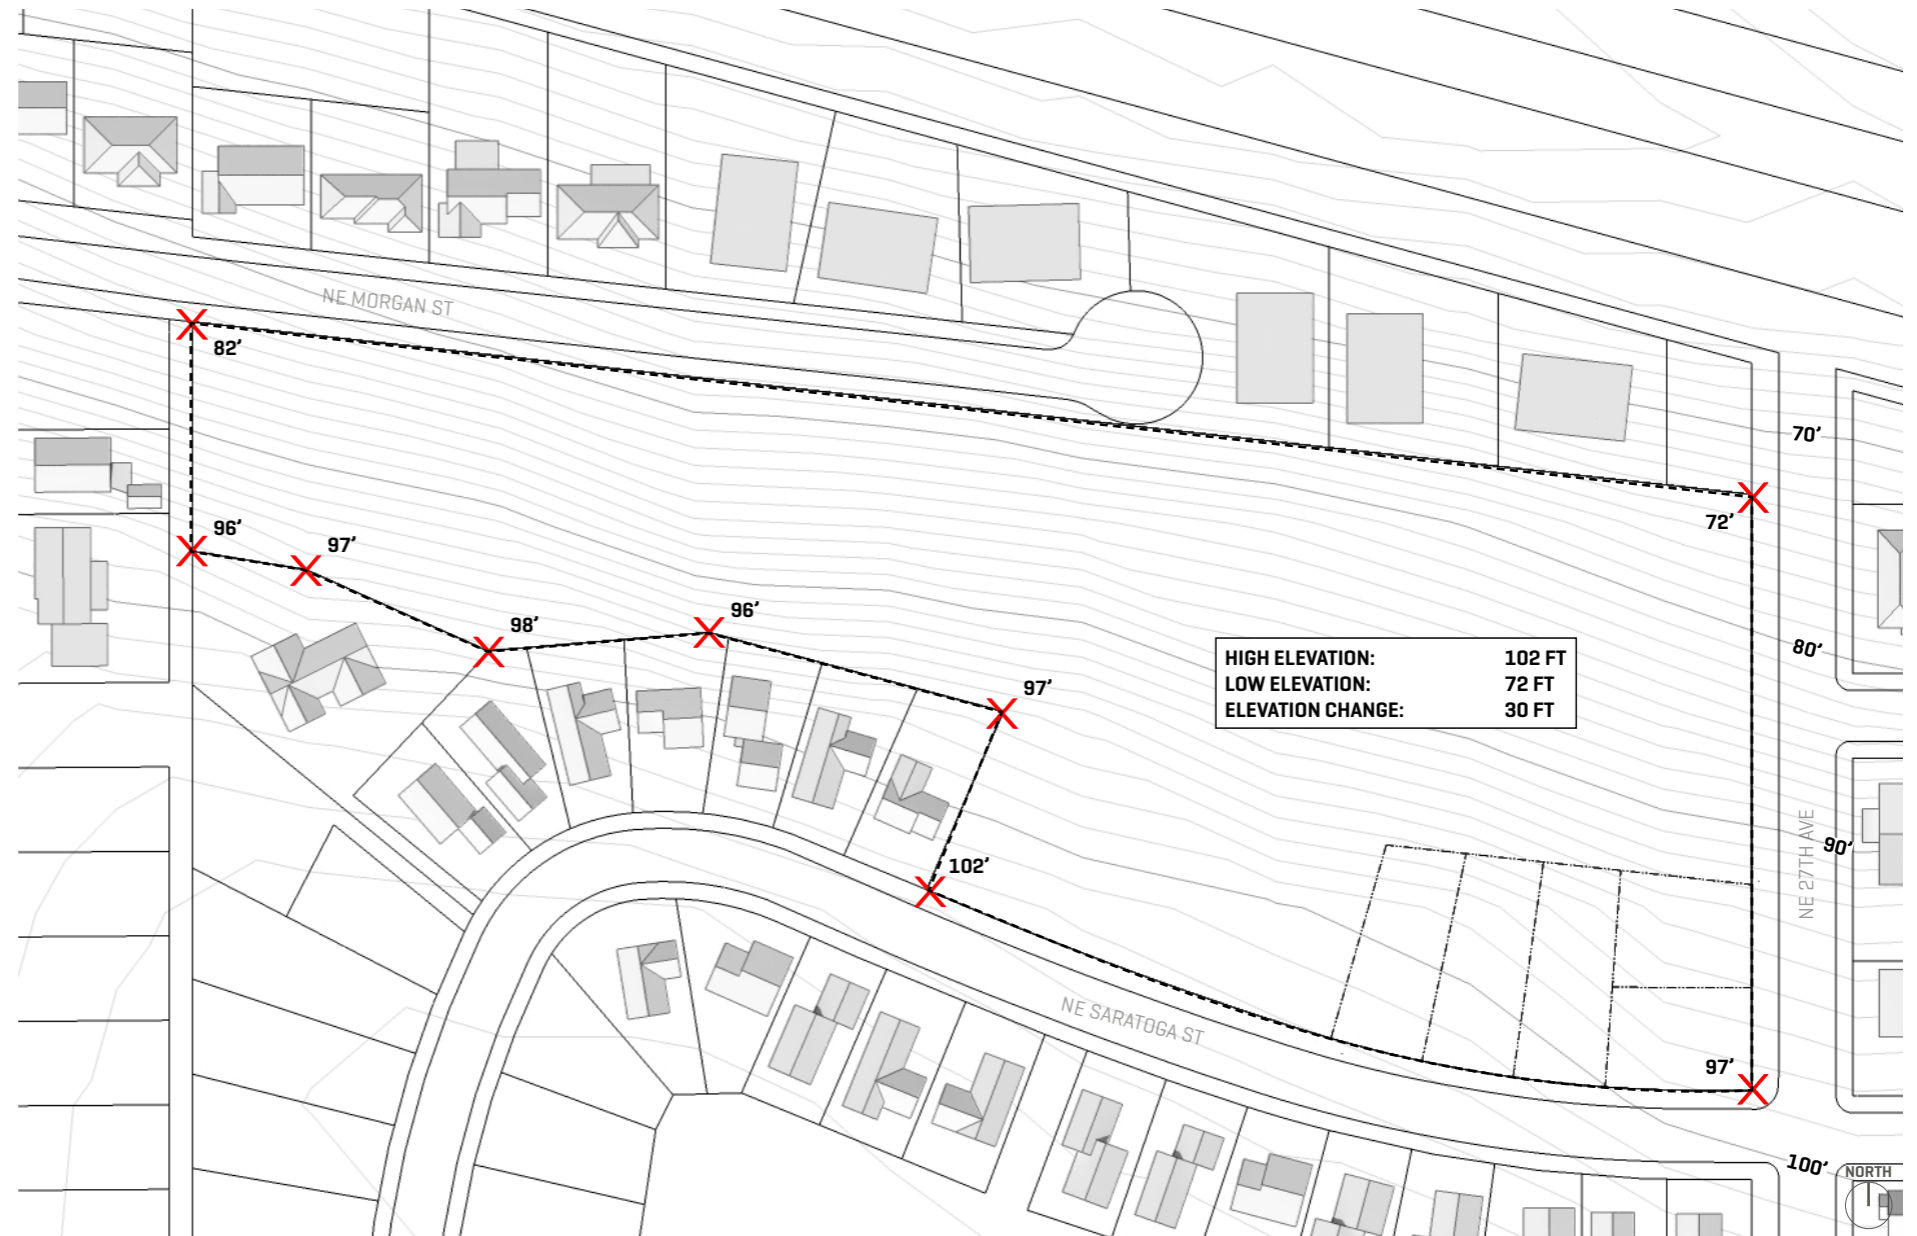 NE MORGAN ST
82’
70’
72’
96’
97’
98’
96’
97’
80’
HIGH ELEVATION: 102 FT
LOW ELEVATION: 72 FT
ELEVATION CHANGE: 30 FT
NE 27TH AVE
90’
102’
NE SARATOGA ST
97’
100’
NORTH